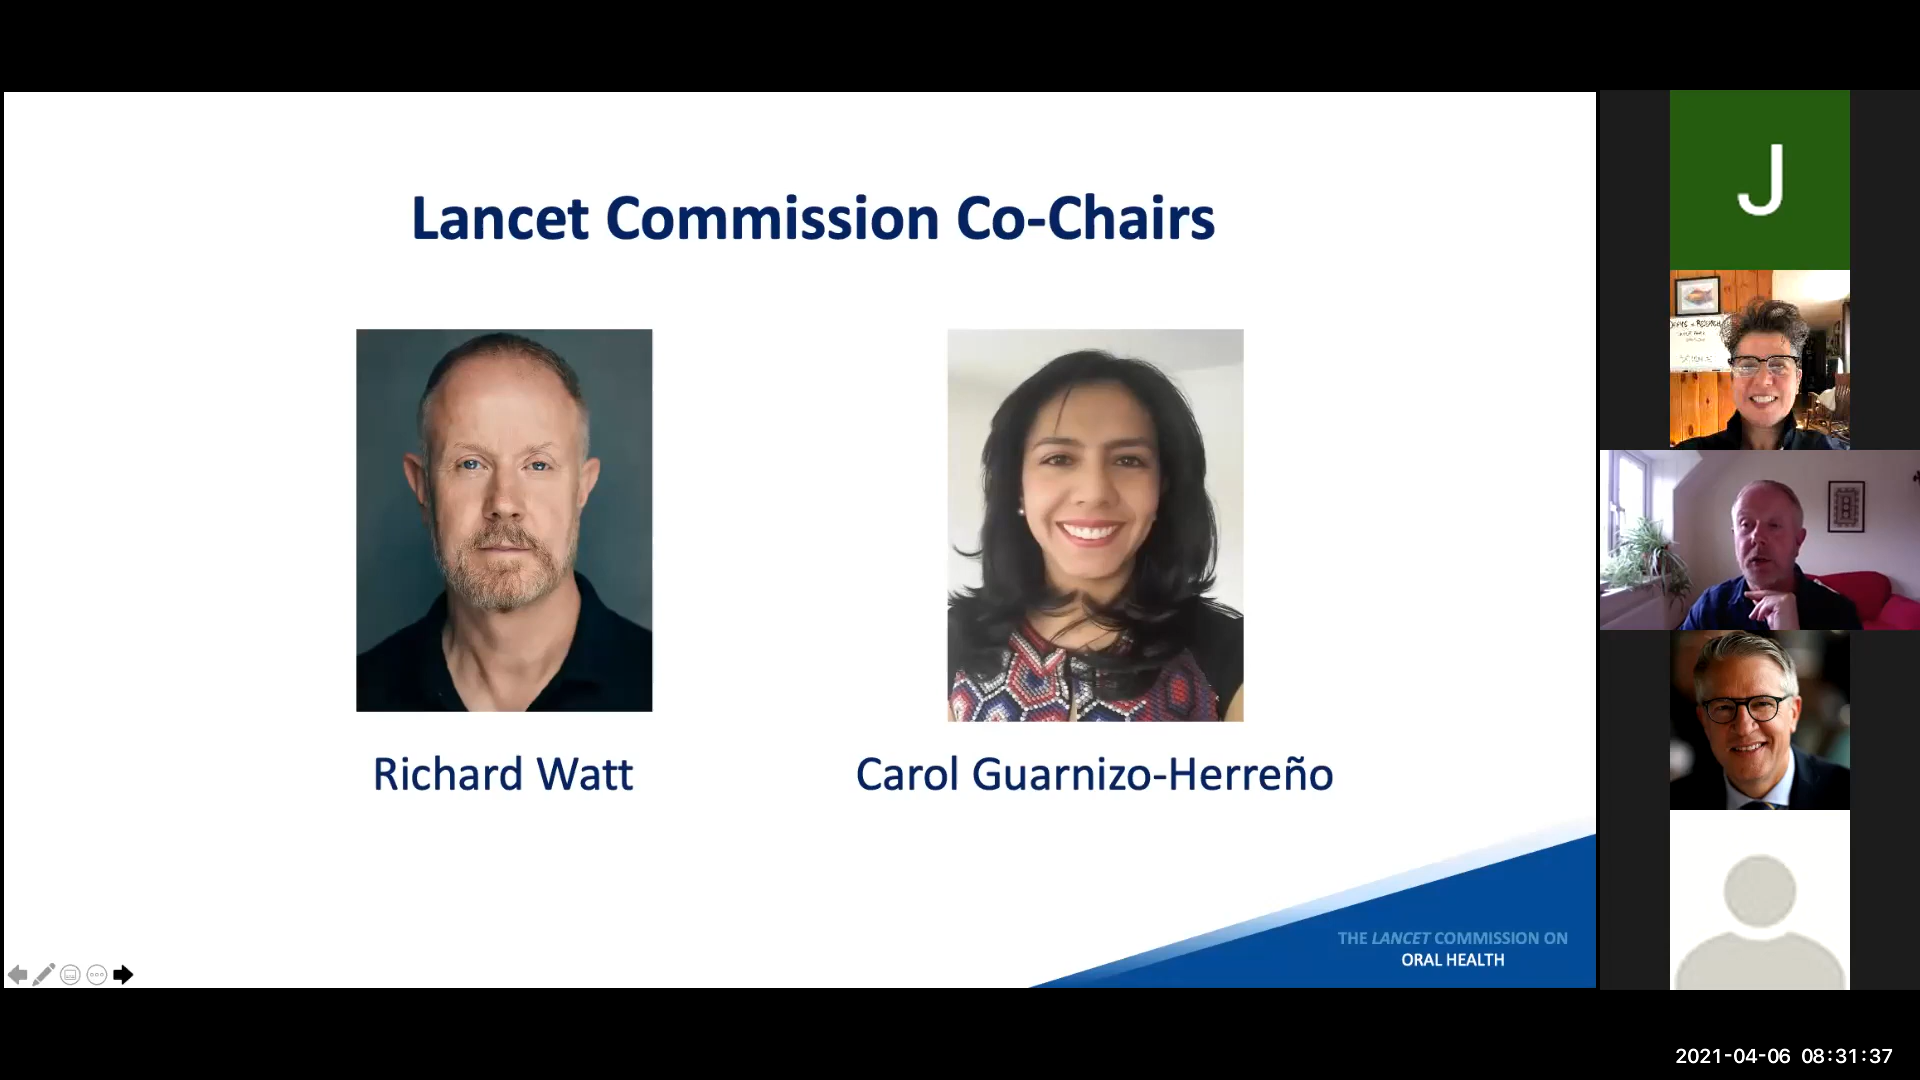 Lancet Commission Co-Chairs
Richard Watt
Carol Guarnizo-Herreño
THE LANCET COMMISSION ON
ORAL HEALTH
J
2021-04-06 08:31:37